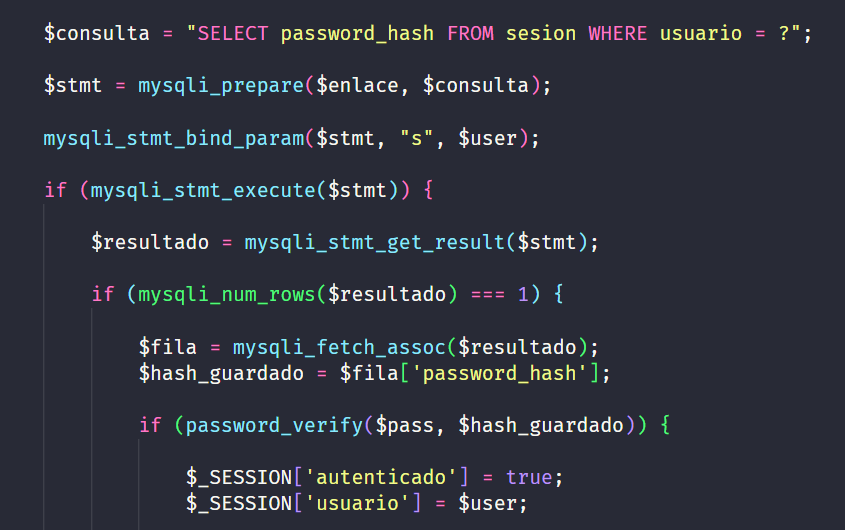 $consulta = "SELECT password_hash FROM sesion WHERE usuario = ?";
$stmt = mysqli_prepare($enlace, $consulta);
mysqli_stmt_bind_param($stmt, "s", $user);
if (mysqli_stmt_execute($stmt)) {
$resultado = mysqli_stmt_get_result($stmt);
if (mysqli_num_rows($resultado) === 1) {
$fila = mysqli_fetch_assoc($resultado);
$hash_guardado = $fila['password_hash'];
if (password_verify($pass, $hash_guardado)) {
$_SESSION['autenticado'] = true;
$_SESSION['usuario'] = $user;